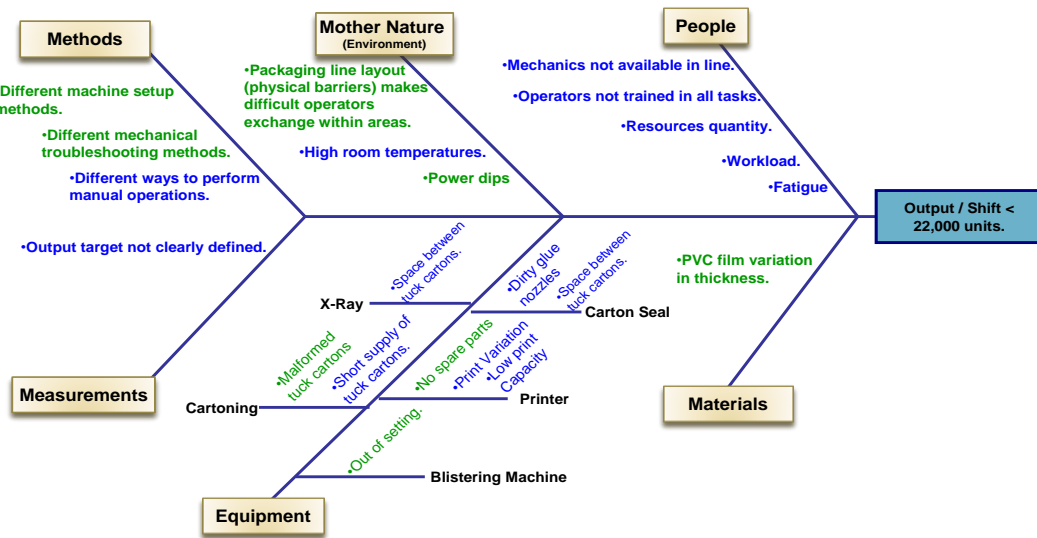 Methods
Mother Nature
(Environment)
People
•Different machine setup
methods.
•Different mechanical
troubleshooting methods.
•Different ways to perform
manual operations.
•Packaging line layout
(physical barriers) makes
difficult operators
exchange within areas.
•High room temperatures.
•Power dips
•Mechanics not available in line.
•Operators not trained in all tasks.
•Resources quantity.
•Workload.
•Fatigue
Output / Shift <
22,000 units.
•Output target not clearly defined.
Measurements
X-Ray
•Space between
tuck cartons.
•Dirty glue
nozzles
•Space between
tuck cartons.
Carton Seal
Cartoning
•Malformed
tuck cartons
•Short supply of
tuck cartons.
•No spare parts
•Print Variation
•Low print
Capacity
Printer
•Out of setting.
Blistering Machine
Equipment
•PVC film variation
in thickness.
Materials